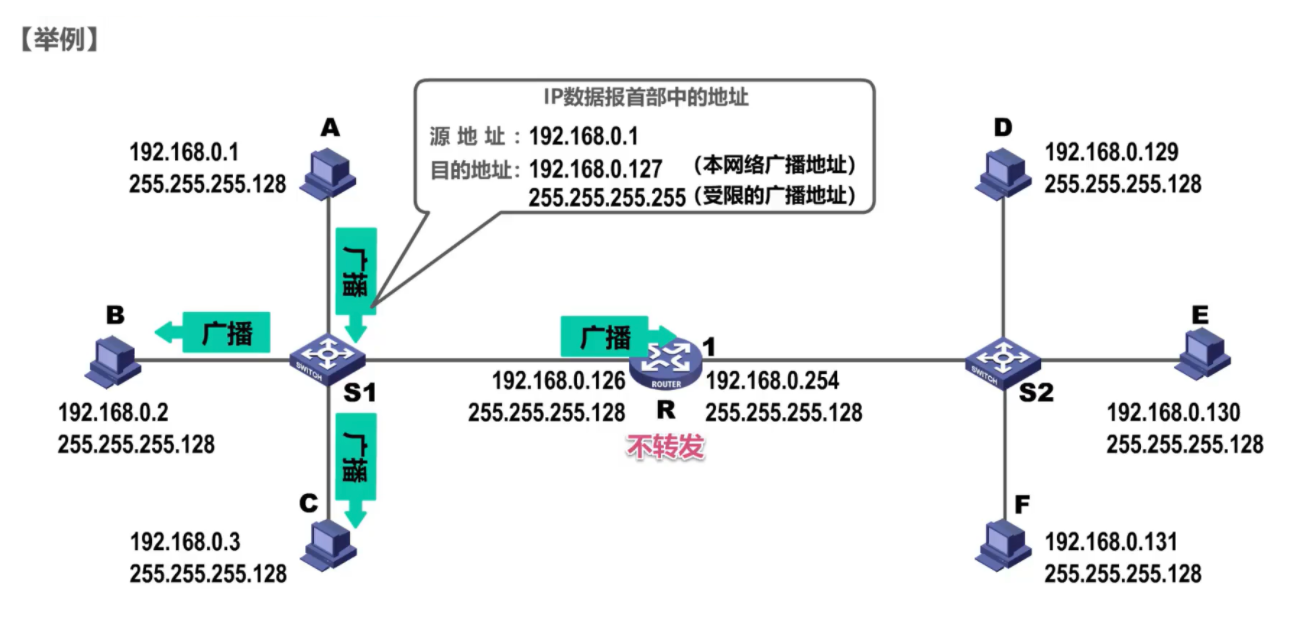 【举例】
IP数据报首部中的地址
源 地 址 : 192.168.0.1
目的地址: 192.168.0.127 (本网络广播地址)
255.255.255.255 (受限的广播地址)
A
192.168.0.1
255.255.255.128
D
192.168.0.129
255.255.255.128
广播
B
广播
192.168.0.2
255.255.255.128
SWITCH
S1
广播
1
ROUTER
192.168.0.126
255.255.255.128
R
192.168.0.254
255.255.255.128
不转发
SWITCH
S2
E
192.168.0.130
255.255.255.128
广播
C
192.168.0.3
255.255.255.128
F
192.168.0.131
255.255.255.128